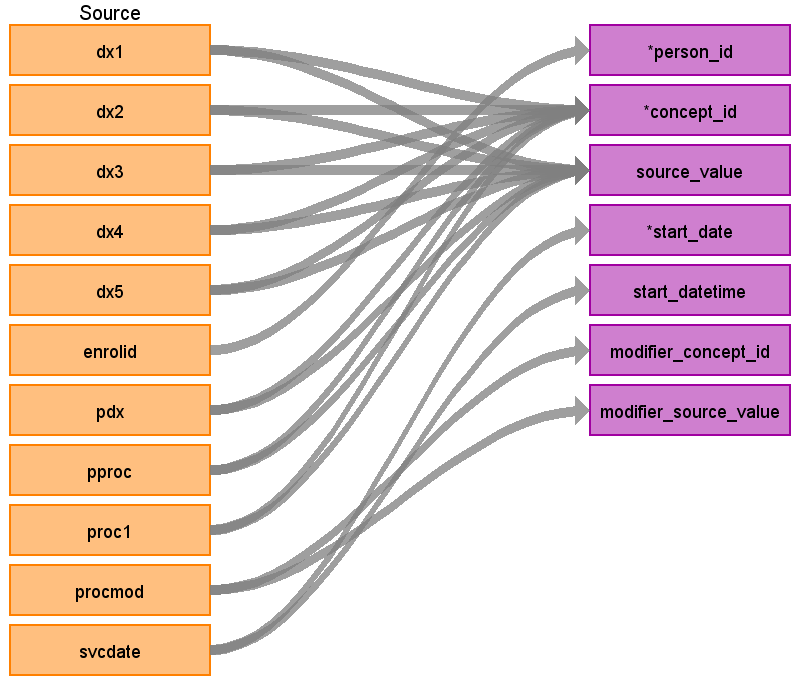 Source
dx1
dx2
dx3
dx4
dx5
enrolid
pdx
pproc
proc1
procmod
svcdate
*person_id
*concept_id
source_value
*start_date
start_datetime
modifier_concept_id
modifier_source_value